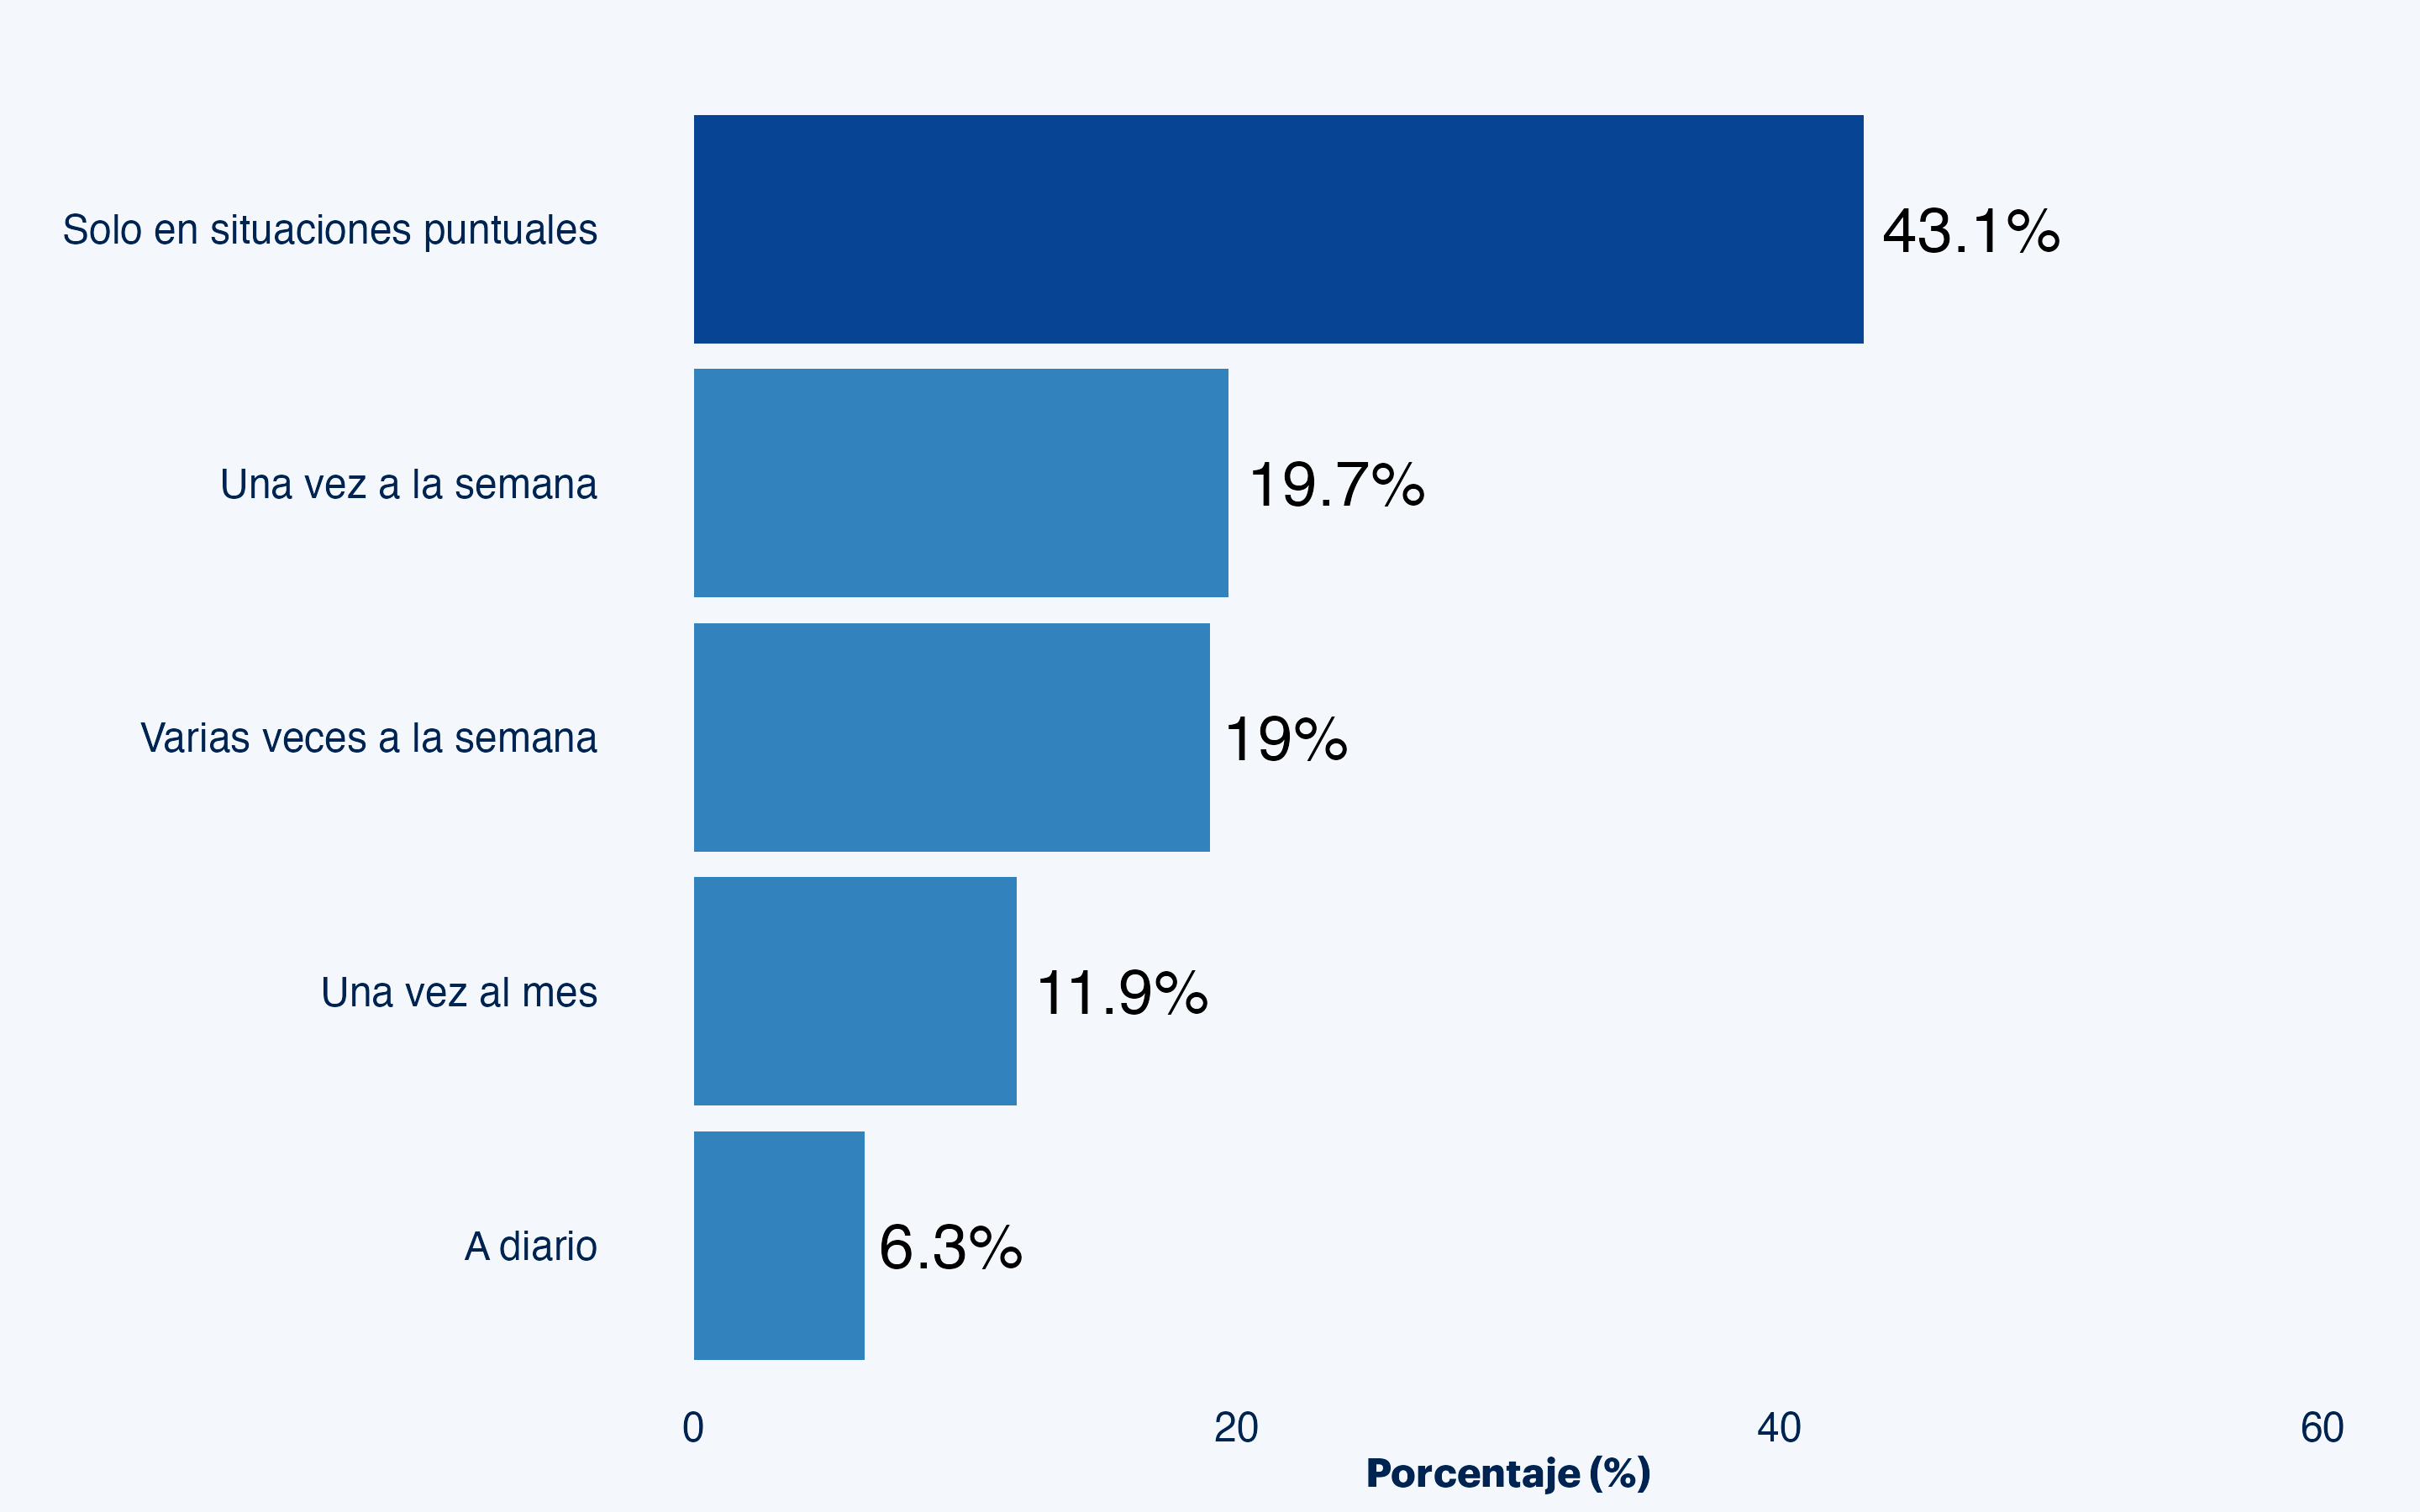 Solo en situaciones puntuales
43.1%
Una vez a la semana
19.7%
Varias veces a la semana
19%
Una vez al mes
11.9%
A diario
6.3%
0 20 40 60
Porcentaje (%)